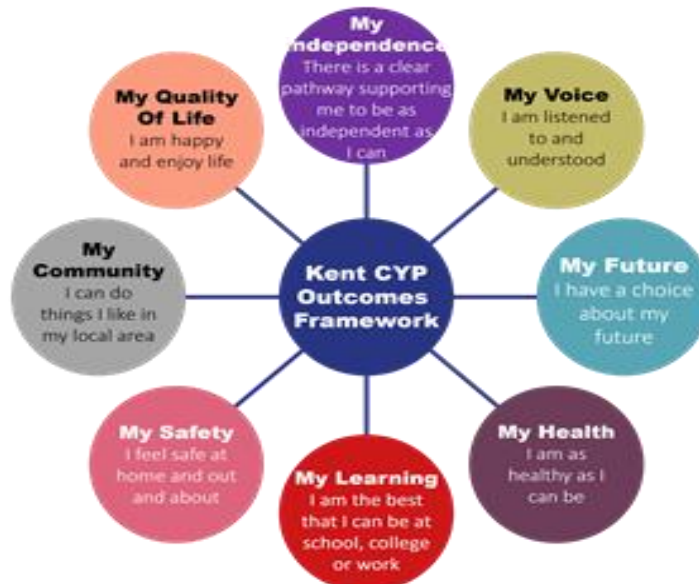 My
Independence
There is a clear
pathway supporting
me to be as
independent as
I can
My Voice
I am listened
to and
understood
My Future
I have a choice
about my
future
My Health
I am as
healthy as I
can be
My Learning
I am the best
that I can be at
school, college
or work
My Safety
I feel safe at
home and out
and about
My
Community
I can do
things I like in
my local area
My Quality
Of Life
I am happy
and enjoy life
Kent CYP
Outcomes
Framework